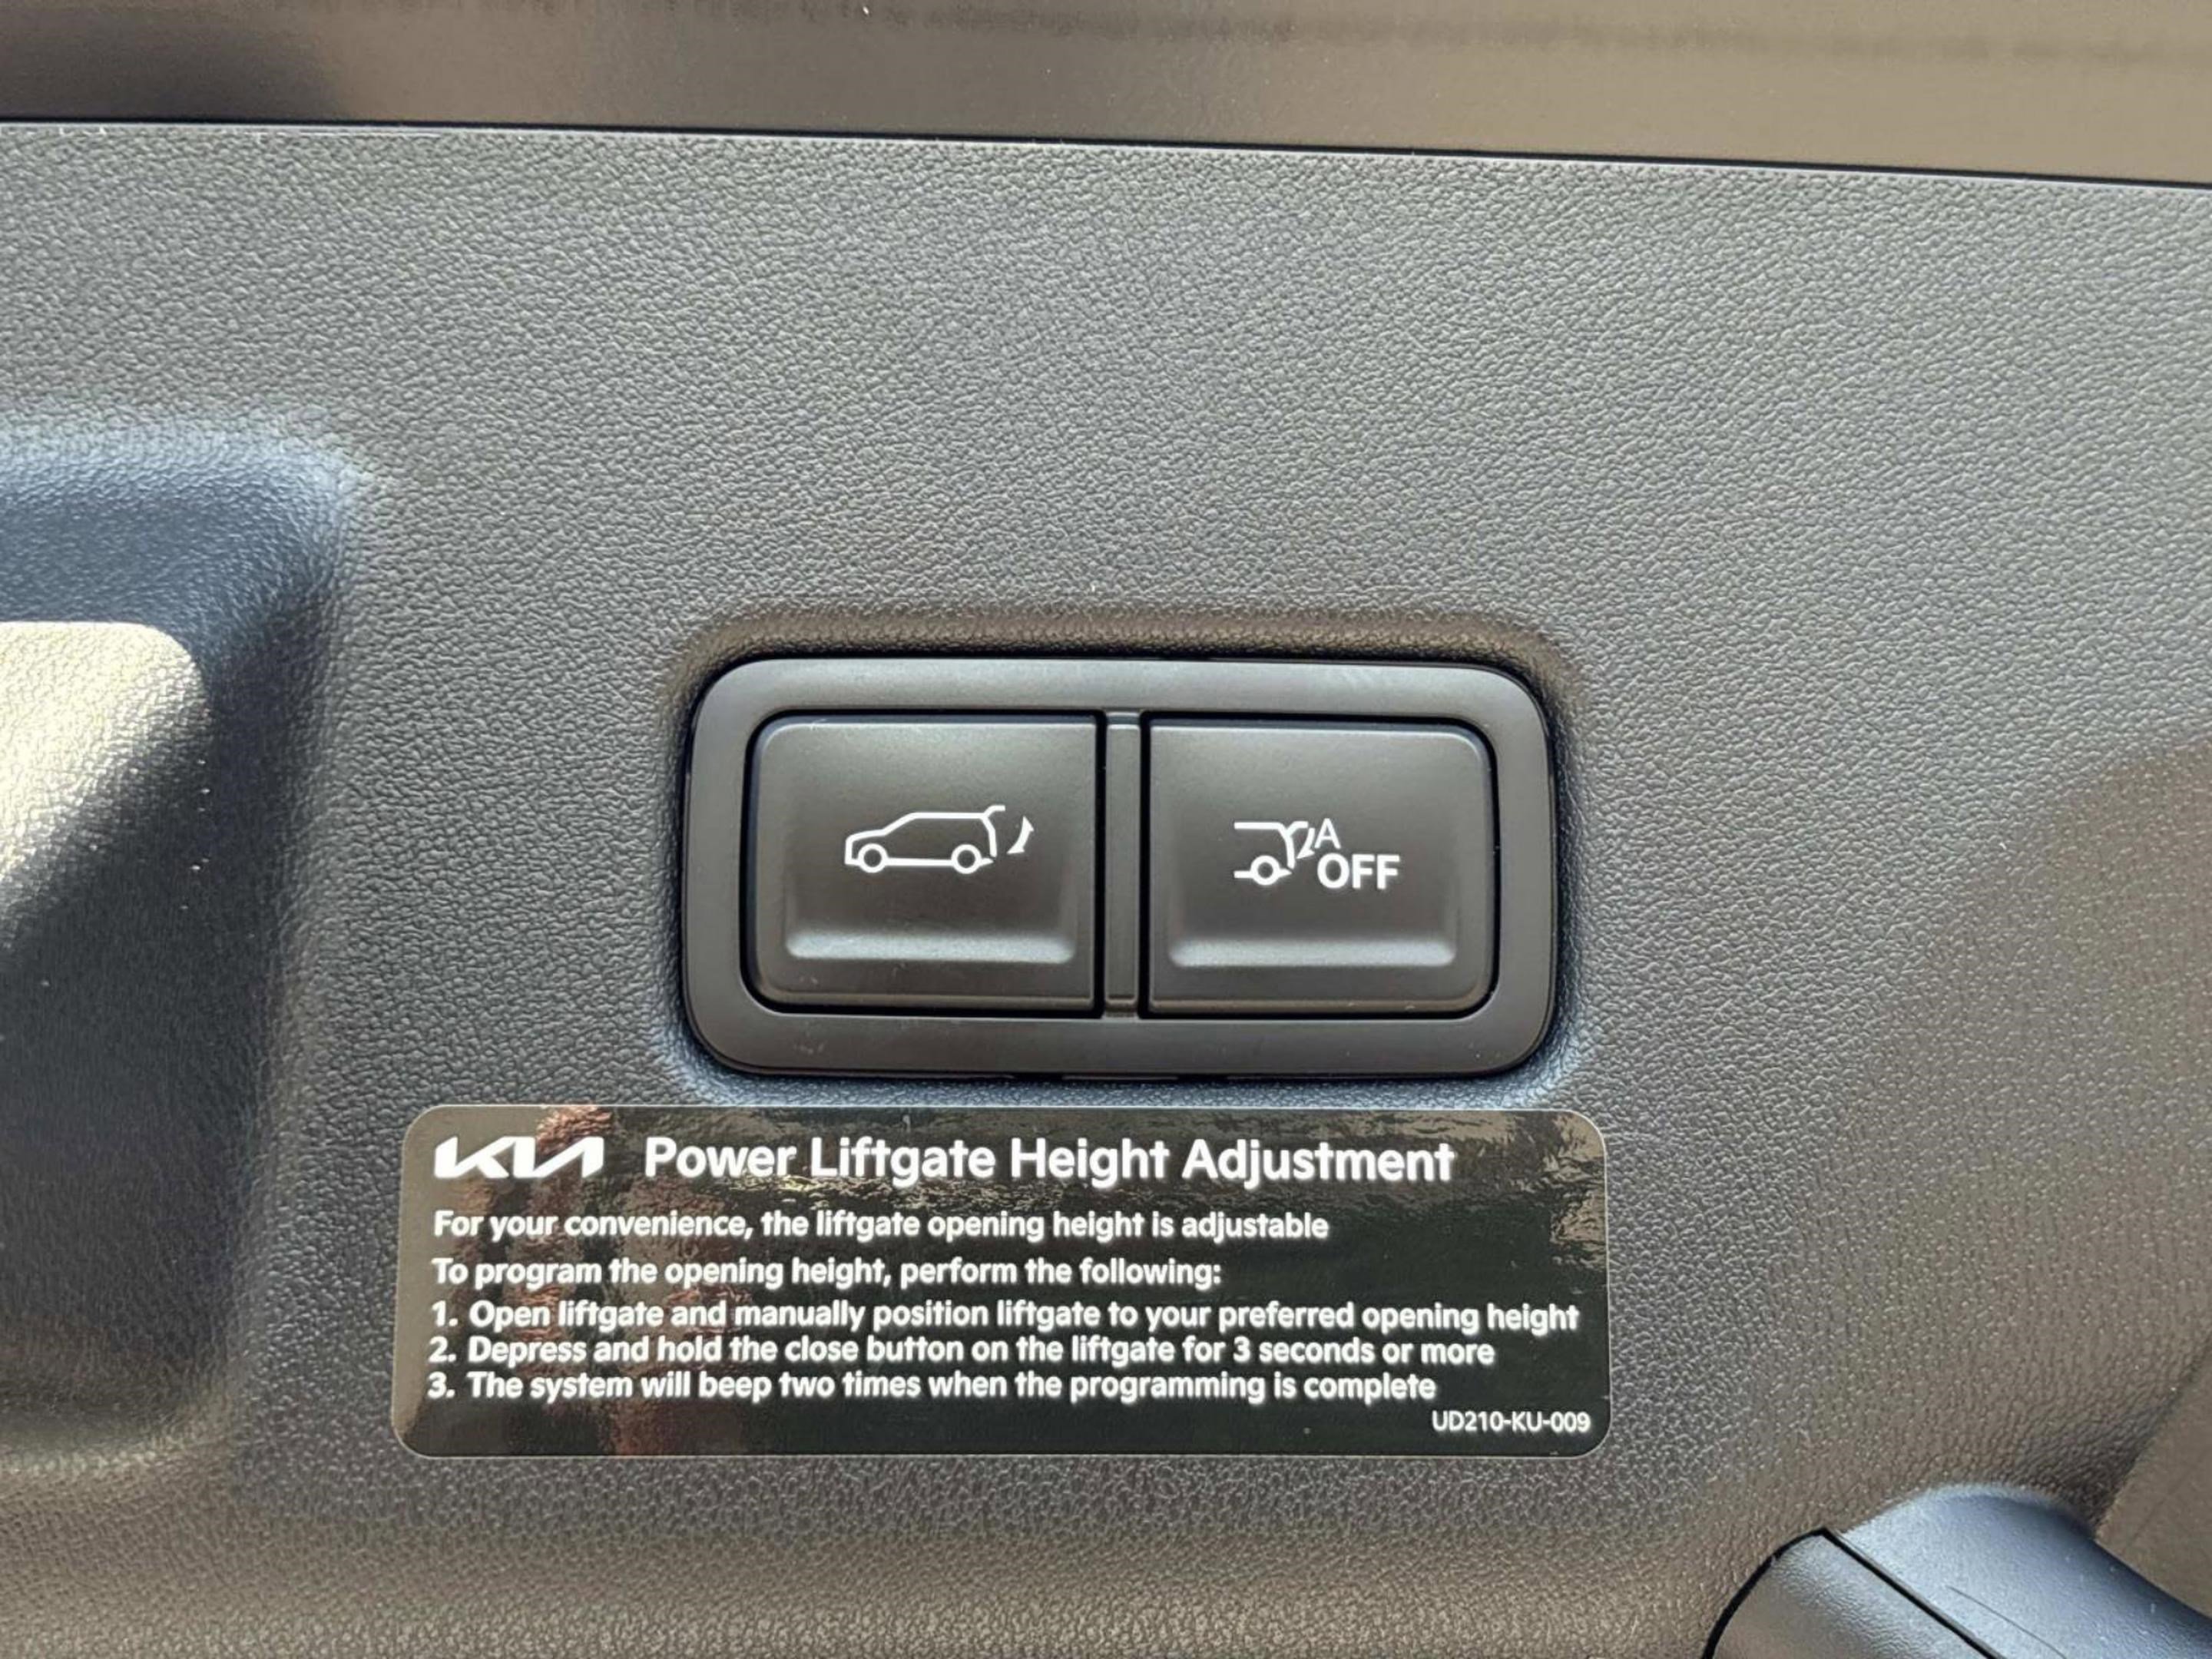 A
OFF
KIA Power Liftgate Height Adjustment
For your convenience, the liftgate opening height is adjustable
To program the opening height, perform the following:
1. Open liftgate and manually position liftgate to your preferred opening height
2. Depress and hold the close button on the liftgate for 3 seconds or more
3. The system will beep two times when the programming is complete
UD210-KU-009